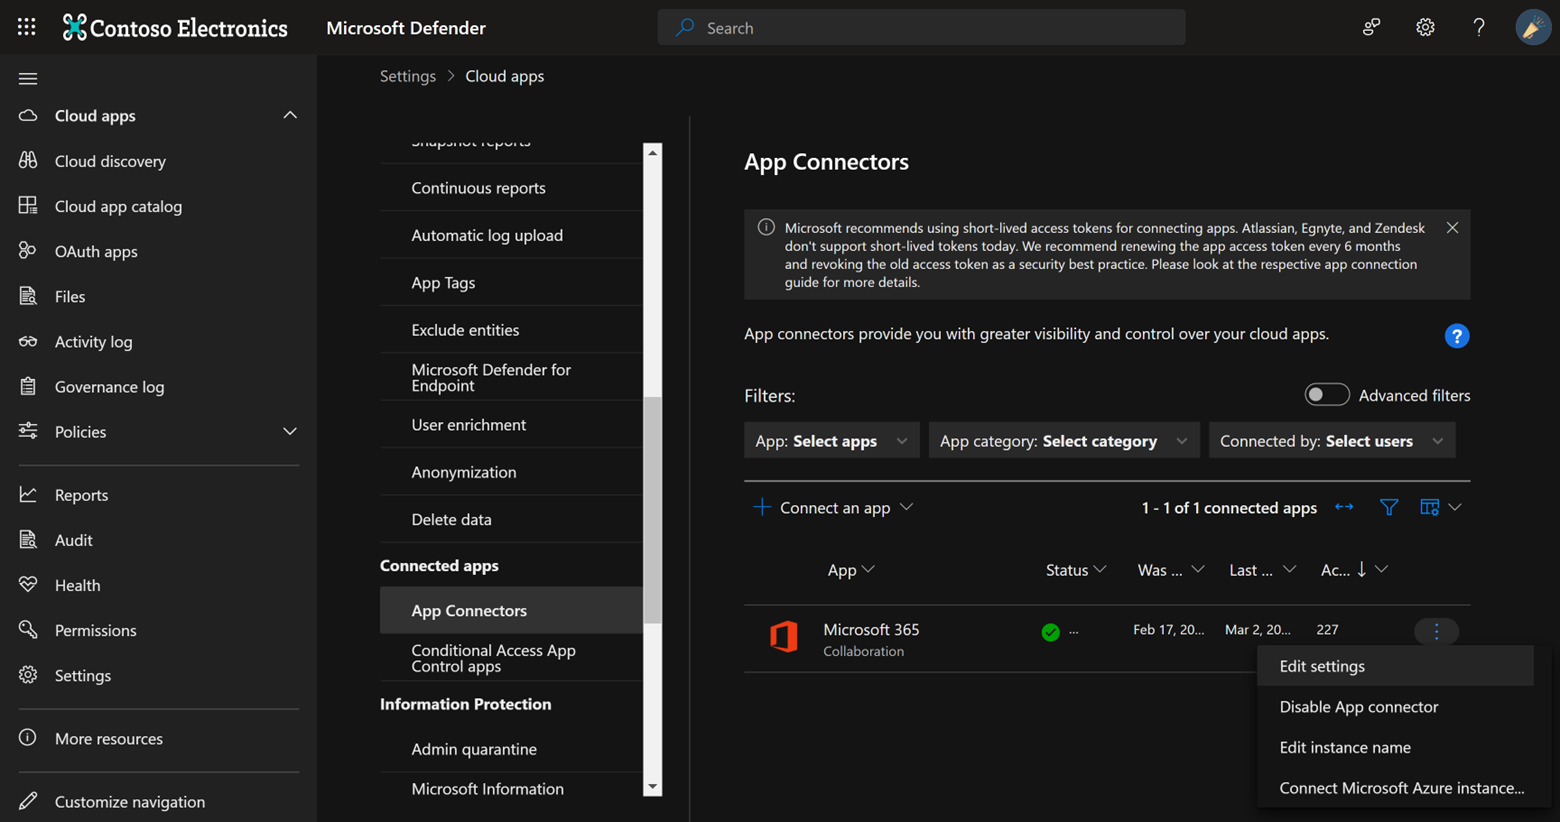 Contoso Electronics
Microsoft Defender
Search
Cloud apps
Cloud discovery
Cloud app catalog
OAuth apps
Files
Activity log
Governance log
Policies
Reports
Audit
Health
Permissions
Settings
More resources
Customize navigation
Settings > Cloud apps
Snapshot reports
Continuous reports
Automatic log upload
App Tags
Exclude entities
Microsoft Defender for
Endpoint
User enrichment
Anonymization
Delete data
Connected apps
App Connectors
Conditional Access App
Control apps
Information Protection
Admin quarantine
Microsoft Information
App Connectors
Microsoft recommends using short-lived access tokens for connecting apps. Atlassian, Egnyte, and Zendesk
don't support short-lived tokens today. We recommend renewing the app access token every 6 months
and revoking the old access token as a security best practice. Please look at the respective app connection
guide for more details.
App connectors provide you with greater visibility and control over your cloud apps.
Filters:
Advanced filters
App: Select apps
App category: Select category
Connected by: Select users
Connect an app
1 - 1 of 1 connected apps
App
Status
Was ...
Last ...
Ac...
Microsoft 365
Collaboration
...
Feb 17, 20...
Mar 2, 20...
227
Edit settings
Disable App connector
Edit instance name
Connect Microsoft Azure instance...